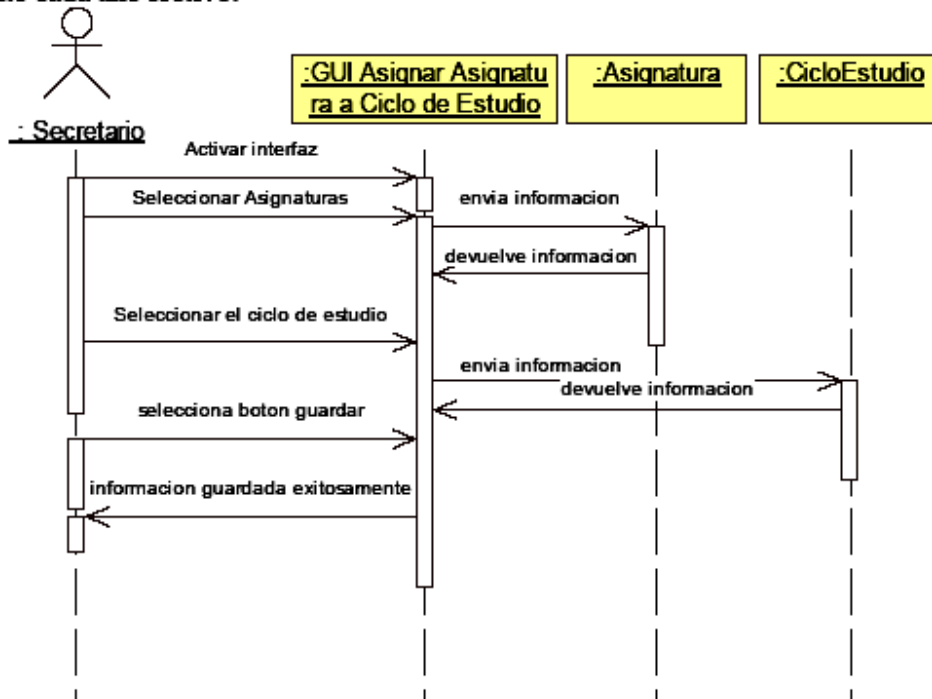 : Secretario
:GUI Asignar Asignatu
ra a Ciclo de Estudio
:Asignatura
:CicloEstudio
Activar interfaz
Seleccionar Asignaturas
envia informacion
devuelve informacion
Seleccionar el ciclo de estudio
envia informacion
devuelve informacion
selecciona boton guardar
informacion guardada exitosamente